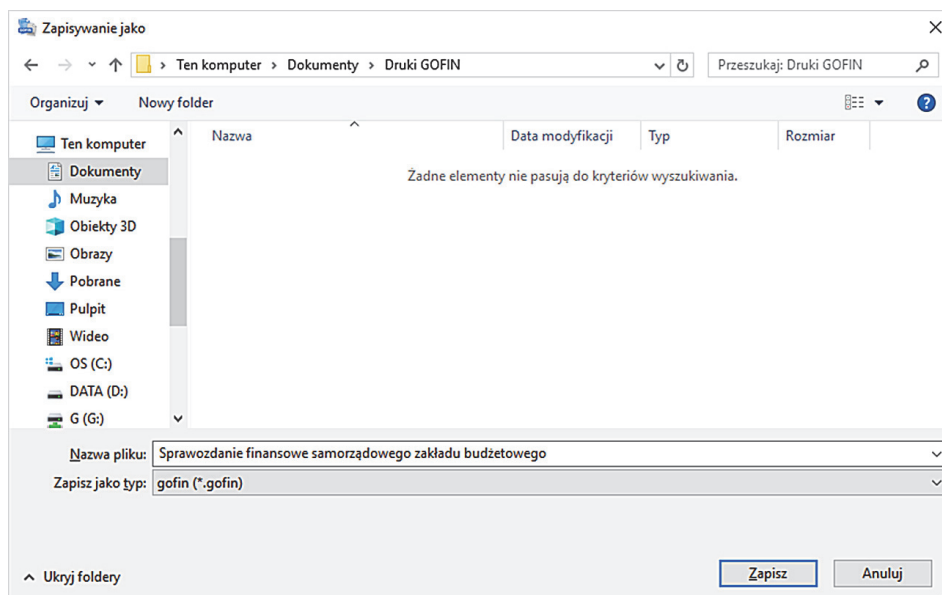 Zapisywanie jako
Ten komputer > Dokumenty > Druki GOFIN
Przeszukaj: Druki GOFIN
Organizuj
Nowy folder
Nazwa
Data modyfikacji
Typ
Rozmiar
Żadne elementy nie pasują do kryteriów wyszukiwania.
Ten komputer
Dokumenty
Muzyka
Obiekty 3D
Obrazy
Pobrane
Pulpit
Wideo
OS (C:)
DATA (D:)
G (G:)
Nazwa pliku: Sprawozdanie finansowe samorządowego zakładu budżetowego
Zapisz jako typ: gofin (*.gofin)
Ukryj foldery
Zapisz
Anuluj